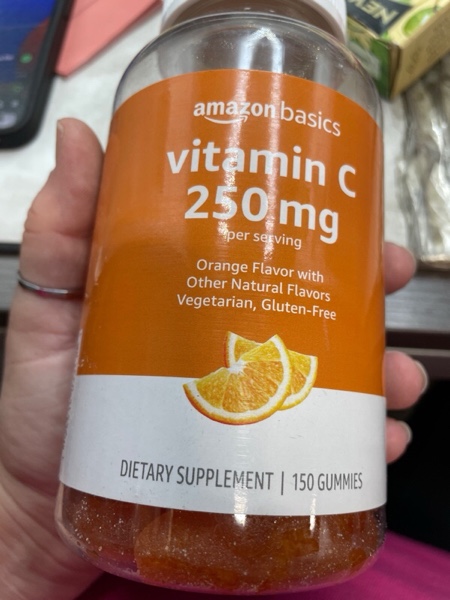 NEW
amazon basics
vitamin C
250 mg
per serving
Orange Flavor with
Other Natural Flavors
Vegetarian, Gluten-Free
DIETARY SUPPLEMENT | 150 GUMMIES